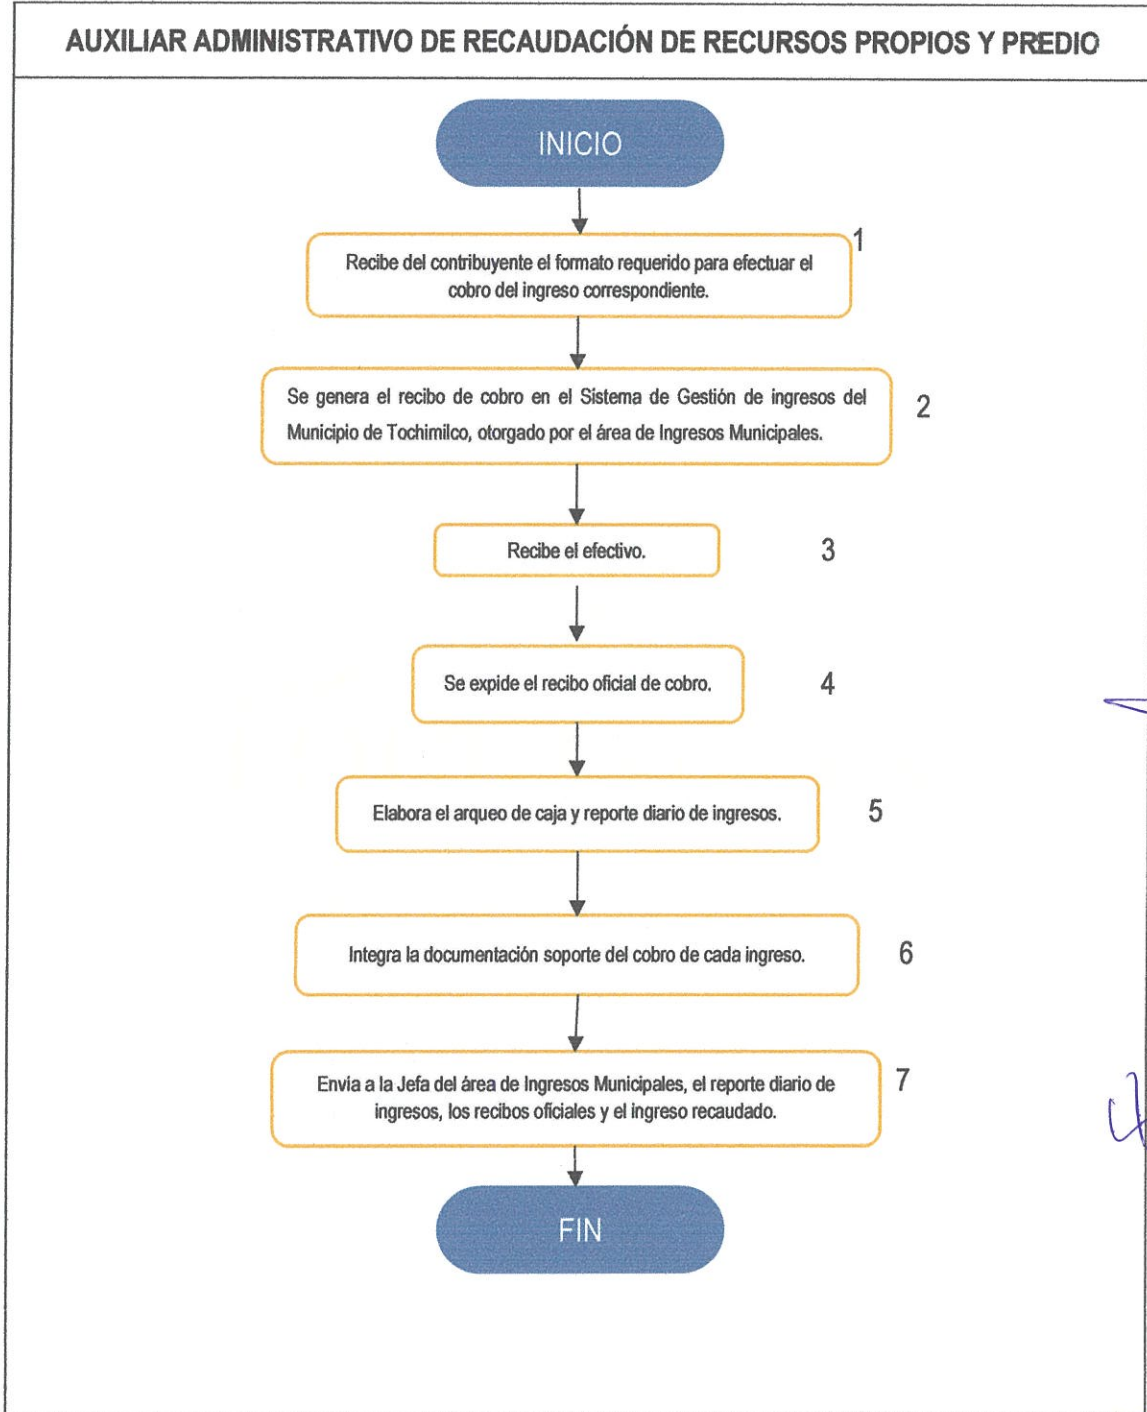 AUXILIAR ADMINISTRATIVO DE RECAUDACIÓN DE RECURSOS PROPIOS Y PREDIO
INICIO
1
Recibe del contribuyente el formato requerido para efectuar el
cobro del ingreso correspondiente.
Se genera el recibo de cobro en el Sistema de Gestión de ingresos del
Municipio de Tochimilco, otorgado por el área de Ingresos Municipales.
2
Recibe el efectivo.
3
Se expide el recibo oficial de cobro.
4
Elabora el arqueo de caja y reporte diario de ingresos.
5
Integra la documentación soporte del cobro de cada ingreso.
6
Envía a la Jefa del área de Ingresos Municipales, el reporte diario de
ingresos, los recibos oficiales y el ingreso recaudado.
7
FIN